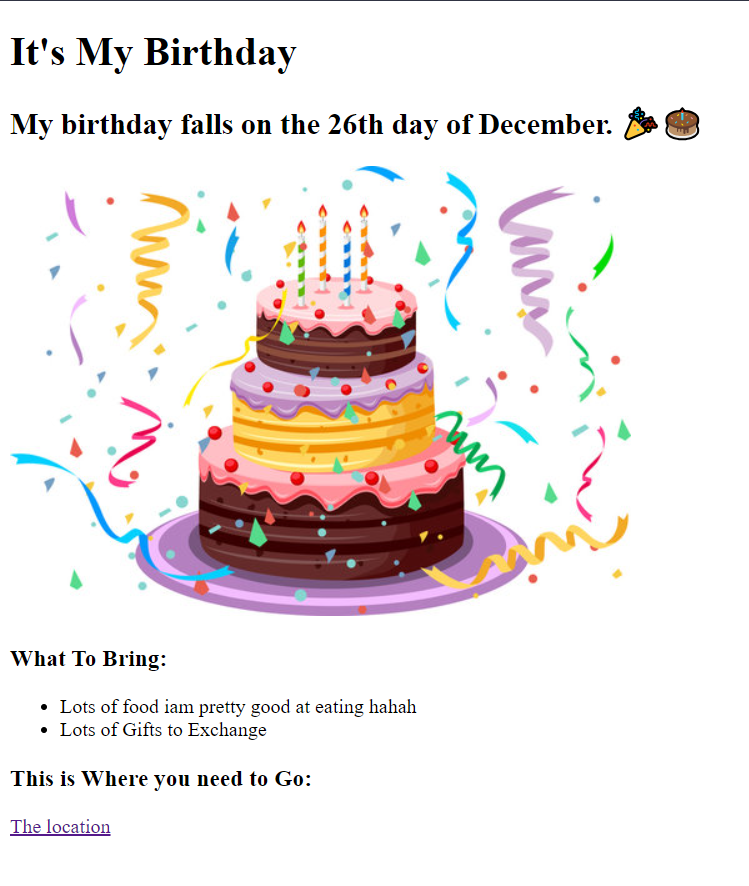 It's My Birthday
My birthday falls on the 26th day of December. 🎉🎂
What To Bring:
Lots of food iam pretty good at eating hahah
Lots of Gifts to Exchange
This is Where you need to Go:
The location